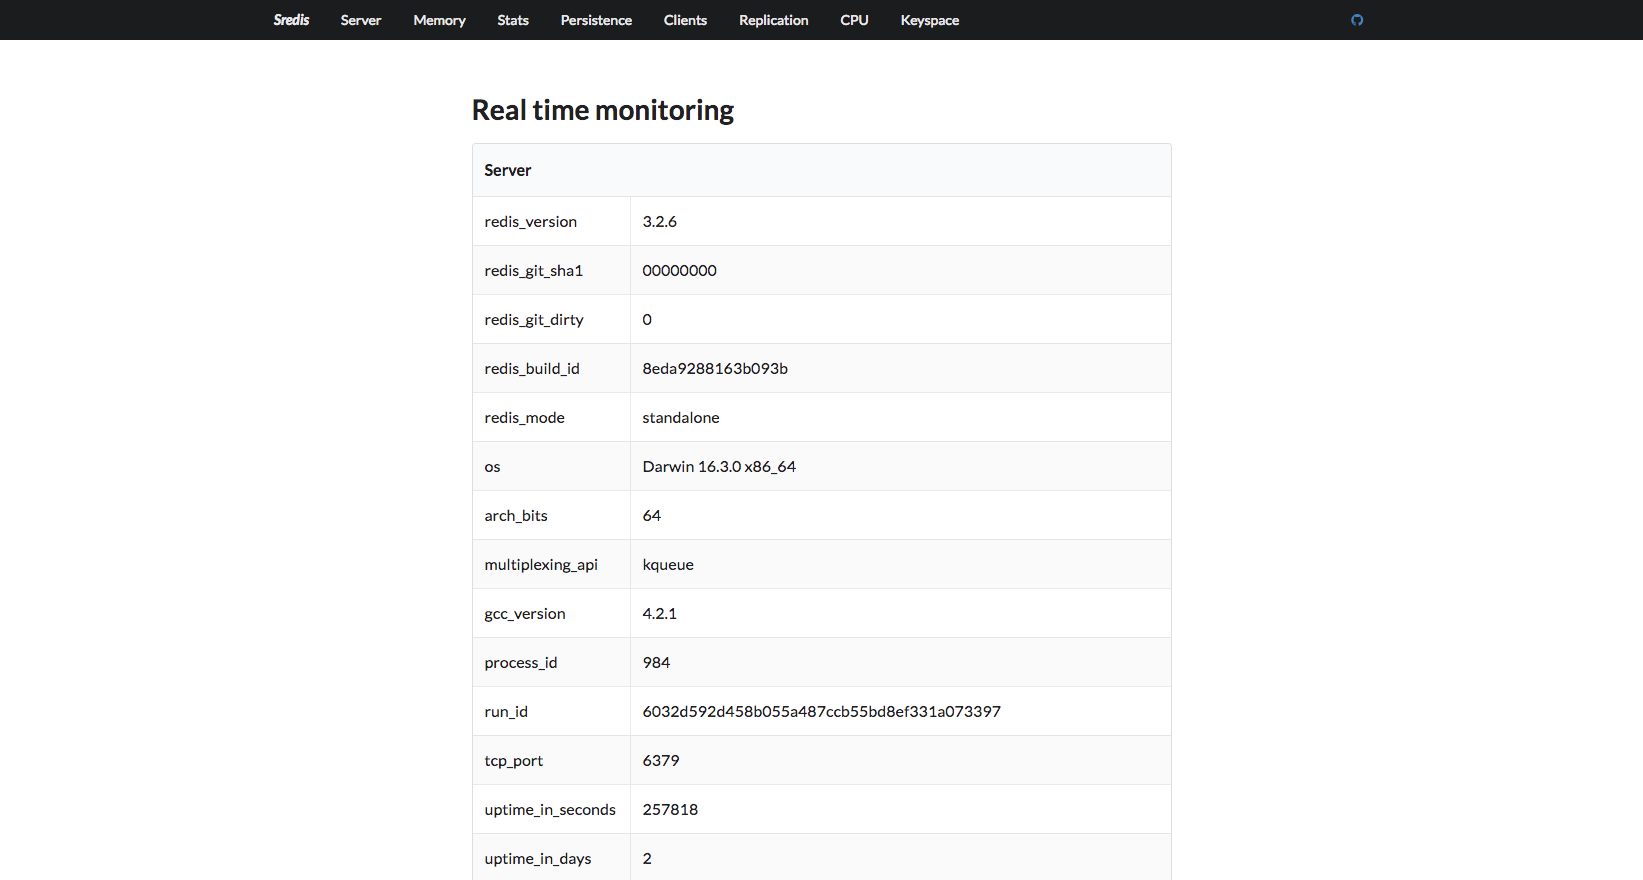 Sredis Server Memory Stats Persistence Clients Replication CPU Keyspace
Real time monitoring
Server
redis_version 3.2.6
redis_git_sha1 00000000
redis_git_dirty 0
redis_build_id 8eda9288163b093b
redis_mode standalone
os Darwin 16.3.0 x86_64
arch_bits 64
multiplexing_api kqueue
gcc_version 4.2.1
process_id 984
run_id 6032d592d458b055a487ccb55bd8ef331a073397
tcp_port 6379
uptime_in_seconds 257818
uptime_in_days 2